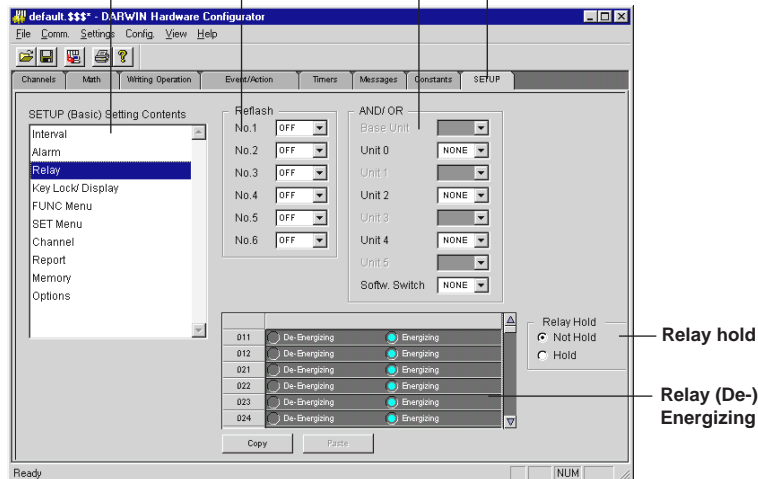 default.$$$* - DARWIN Hardware Configurator
File Comm. Settings Config. View Help
Channels Math Writing Operation Event/Action Timers Messages Constants SETUP
SETUP (Basic) Setting Contents
Interval
Alarm
Relay
Key Lock/ Display
FUNC Menu
SET Menu
Channel
Report
Memory
Options
Reflash
No.1 OFF
No.2 OFF
No.3 OFF
No.4 OFF
No.5 OFF
No.6 OFF
AND/ OR
Base Unit
Unit 0 NONE
Unit 1
Unit 2 NONE
Unit 3
Unit 4 NONE
Unit 5
Softw. Switch NONE
011 De-Energizing Energizing
012 De-Energizing Energizing
021 De-Energizing Energizing
022 De-Energizing Energizing
023 De-Energizing Energizing
024 De-Energizing Energizing
Copy Paste
Relay Hold
Not Hold
Hold
Relay hold
Relay (De-)
Energizing
Ready NUM